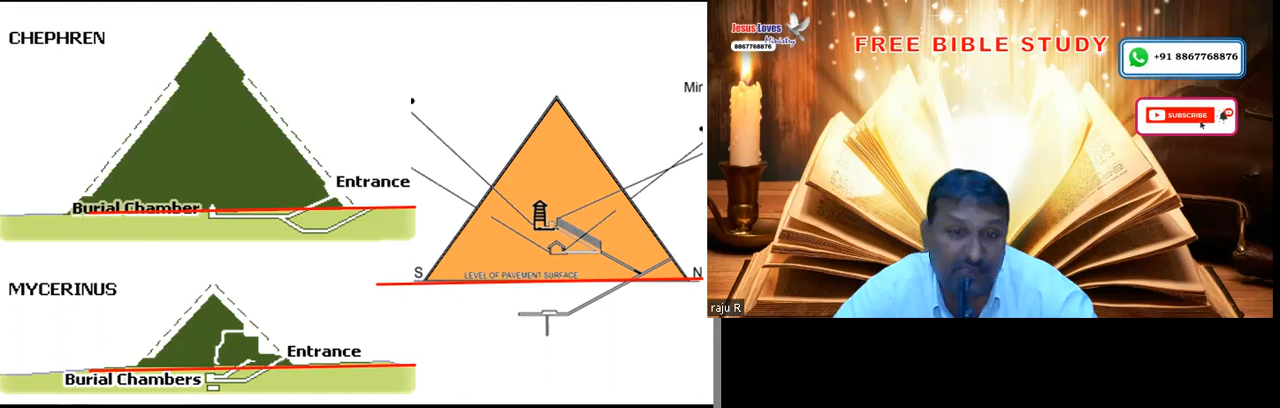 CHEPHREN
Entrance
Burial Chamber
MYCERINUS
Entrance
Burial Chambers
Mir
S
LEVEL OF PAVEMENT SURFACE
N
Jesus Loves
Ministry
8867768876
FREE BIBLE STUDY
+91 8867768876
SUBSCRIBE
raju R